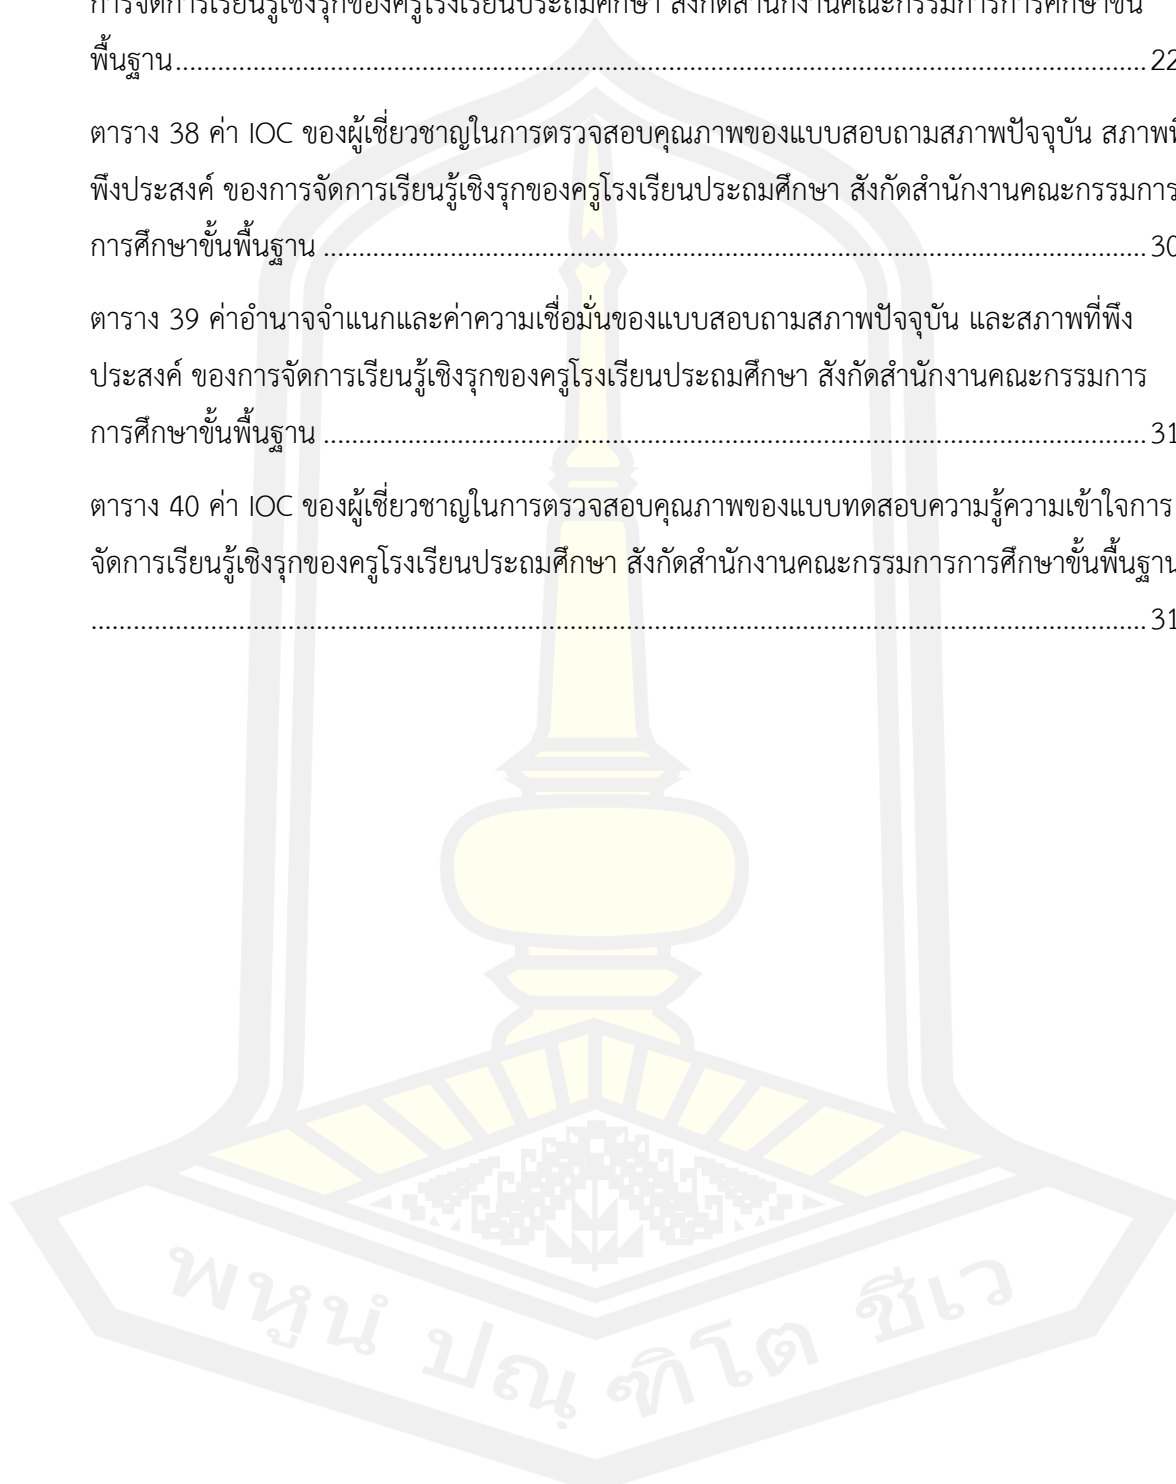 การจัดการเรียนรู้เชิงรุกของครูโรงเรียนประถมศึกษา สังกัดสำนักงานคณะกรรมการการศึกษาขั้น
พื้นฐาน........................................................................................................................................22
ตาราง 38 ค่า IOC ของผู้เชี่ยวชาญในการตรวจสอบคุณภาพของแบบสอบถามสภาพปัจจุบัน สภาพที่
พึงประสงค์ ของการจัดการเรียนรู้เชิงรุกของครูโรงเรียนประถมศึกษา สังกัดสำนักงานคณะกรรมการ
การศึกษาขั้นพื้นฐาน ...................................................................................................................30
ตาราง 39 ค่าอำนาจจำแนกและค่าความเชื่อมั่นของแบบสอบถามสภาพปัจจุบัน และสภาพที่พึง
ประสงค์ ของการจัดการเรียนรู้เชิงรุกของครูโรงเรียนประถมศึกษา สังกัดสำนักงานคณะกรรมการ
การศึกษาขั้นพื้นฐาน ...................................................................................................................31
ตาราง 40 ค่า IOC ของผู้เชี่ยวชาญในการตรวจสอบคุณภาพของแบบทดสอบความรู้ความเข้าใจการ
จัดการเรียนรู้เชิงรุกของครูโรงเรียนประถมศึกษา สังกัดสำนักงานคณะกรรมการการศึกษาขั้นพื้นฐาน
...................................................................................................................................................31
พหูนํ ปณฺฑิโต ชีเว